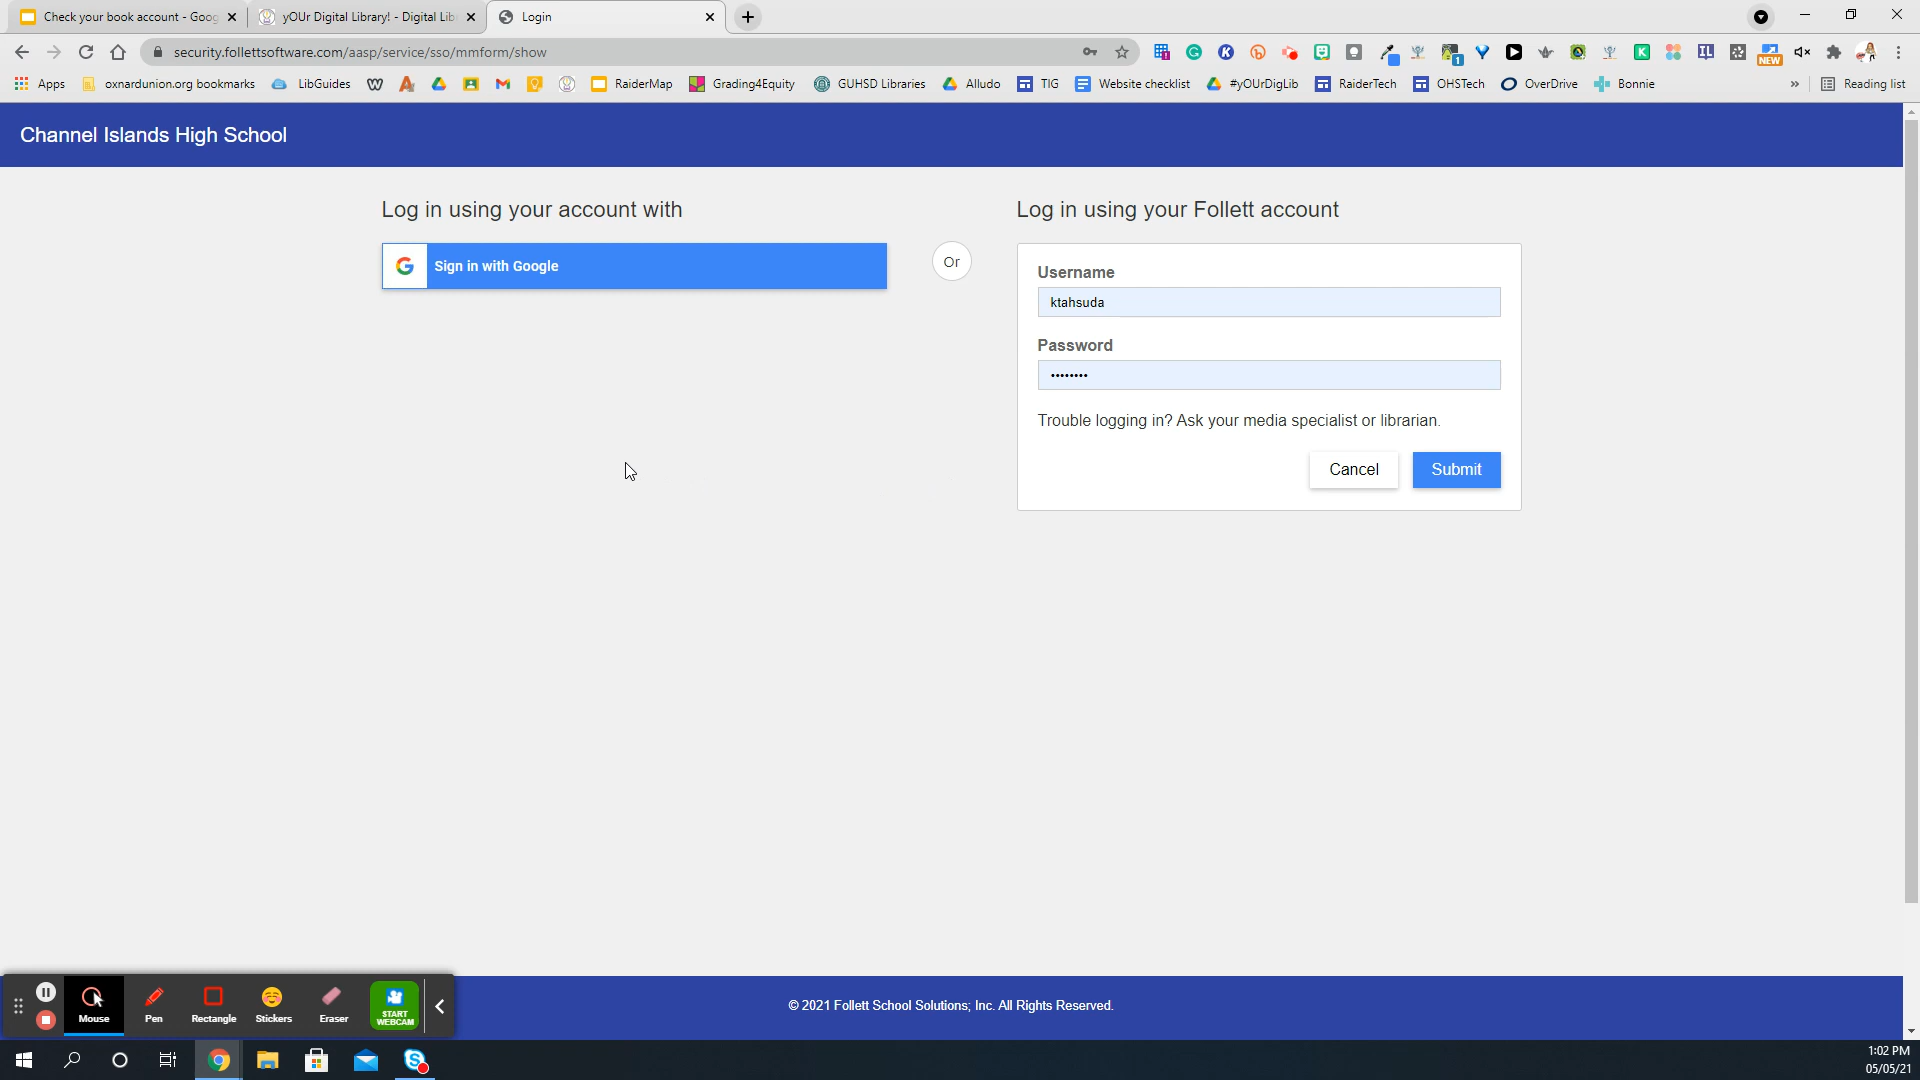 Check your book account - Goog
yOUr Digital Library! - Digital Lib
Login
security.follettsoftware.com/aasp/service/sso/mmform/show
NEW
1
Apps
oxnardunion.org bookmarks
LibGuides
RaiderMap
Grading4Equity
GUHSD Libraries
Alludo
TIG
Website checklist
#yOUrDigLib
RaiderTech
OHSTech
OverDrive
Bonnie
»
Reading list
Channel Islands High School
Log in using your account with
Sign in with Google
Or
Log in using your Follett account
Username
ktahsuda
Password
••••••••
Trouble logging in? Ask your media specialist or librarian.
Cancel
Submit
© 2021 Follett School Solutions; Inc. All Rights Reserved.
Mouse
Pen
Rectangle
Stickers
Eraser
START
WEBCAM
1:02 PM
05/05/21